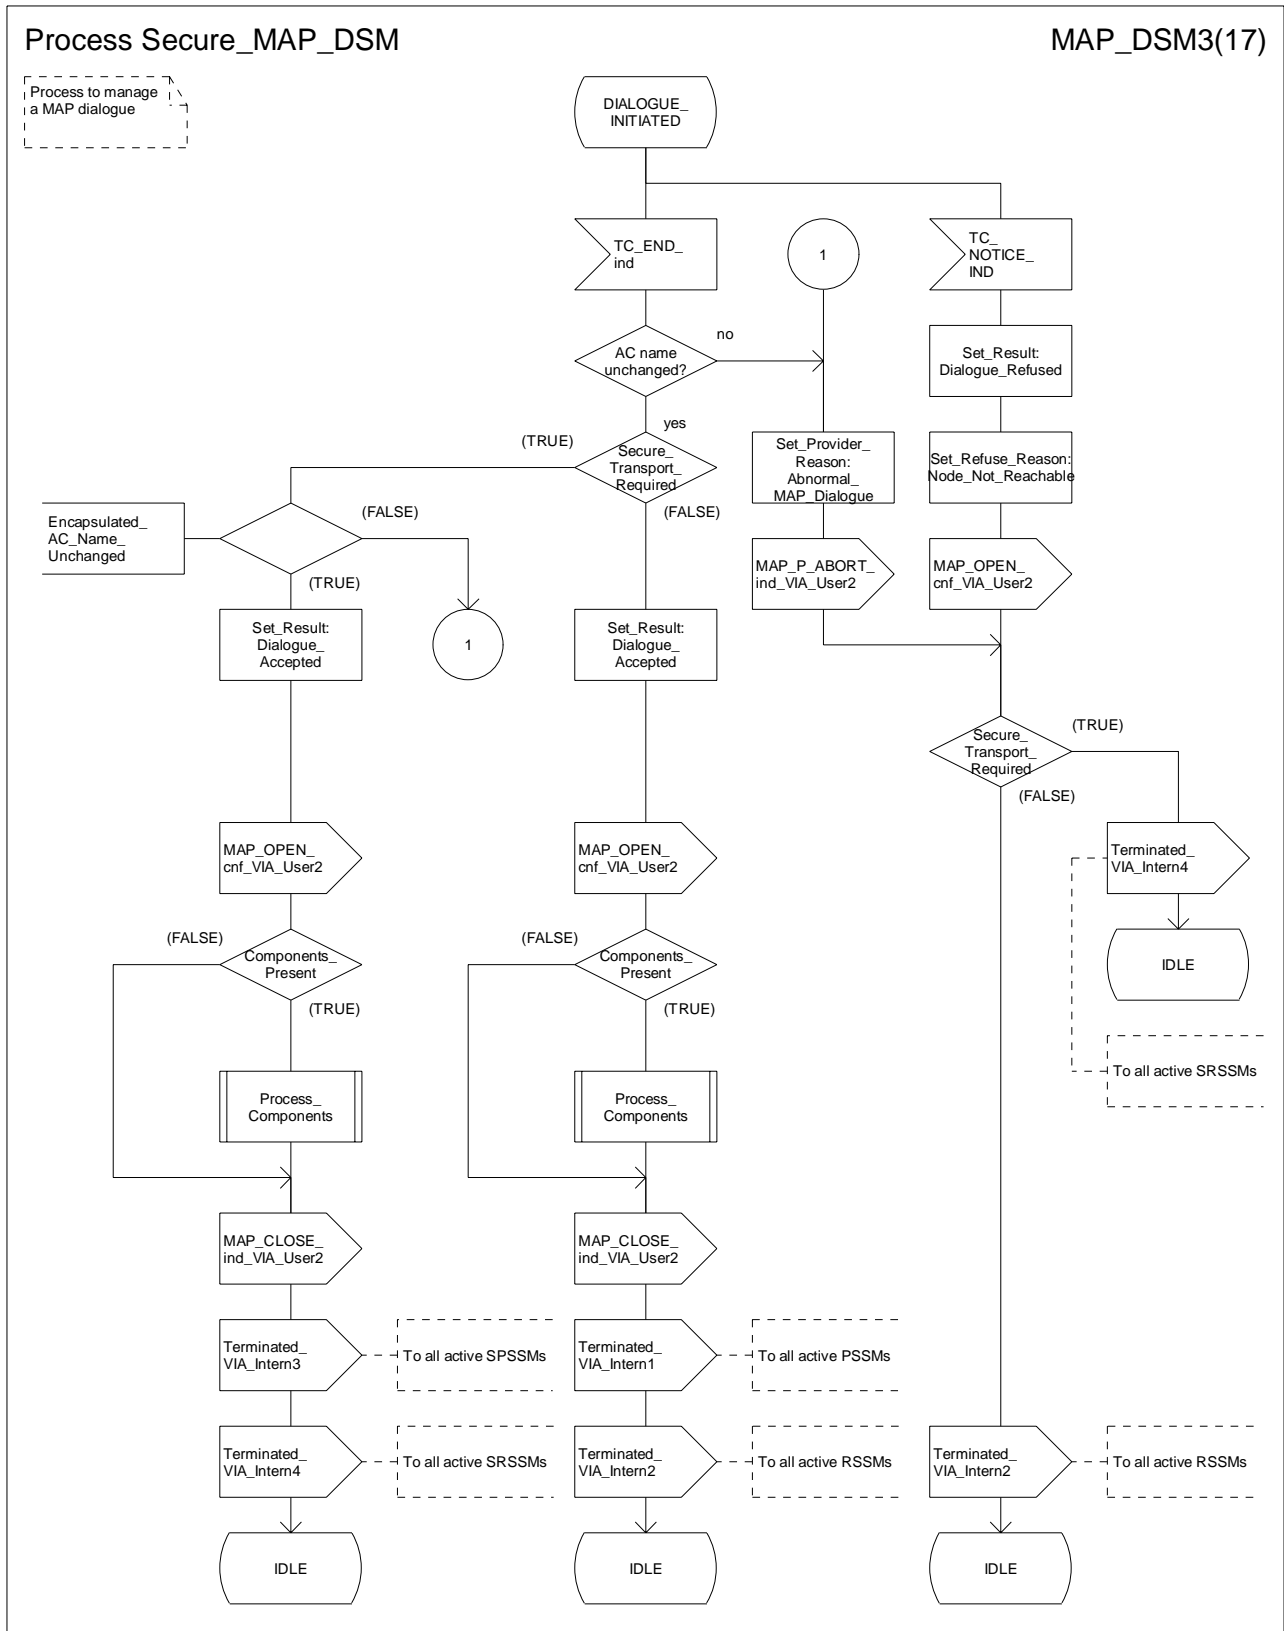 Process Secure_MAP_DSM
MAP_DSM3(17)
Process to manage
a MAP dialogue
DIALOGUE_
INITIATED
TC_END_
ind
1
TC_
NOTICE_
IND
AC name
unchanged?
no
yes
Set_Result:
Dialogue_Refused
(TRUE)
Secure_
Transport_
Required
(FALSE)
Set_Provider_
Reason:
Abnormal_
MAP_Dialogue
Set_Refuse_Reason:
Node_Not_Reachable
Encapsulated_
AC_Name_
Unchanged
(FALSE)
(TRUE)
MAP_P_ABORT_
ind_VIA_User2
MAP_OPEN_
cnf_VIA_User2
Set_Result:
Dialogue_
Accepted
1
Set_Result:
Dialogue_
Accepted
Secure_
Transport_
Required
(TRUE)
(FALSE)
MAP_OPEN_
cnf_VIA_User2
MAP_OPEN_
cnf_VIA_User2
Terminated_
VIA_Intern4
(FALSE)
Components_
Present
(TRUE)
(FALSE)
Components_
Present
(TRUE)
IDLE
To all active SRSSMs
Process_
Components
Process_
Components
MAP_CLOSE_
ind_VIA_User2
MAP_CLOSE_
ind_VIA_User2
Terminated_
VIA_Intern3
To all active SPSSMs
Terminated_
VIA_Intern1
To all active PSSMs
Terminated_
VIA_Intern4
To all active SRSSMs
Terminated_
VIA_Intern2
To all active RSSMs
Terminated_
VIA_Intern2
To all active RSSMs
IDLE
IDLE
IDLE